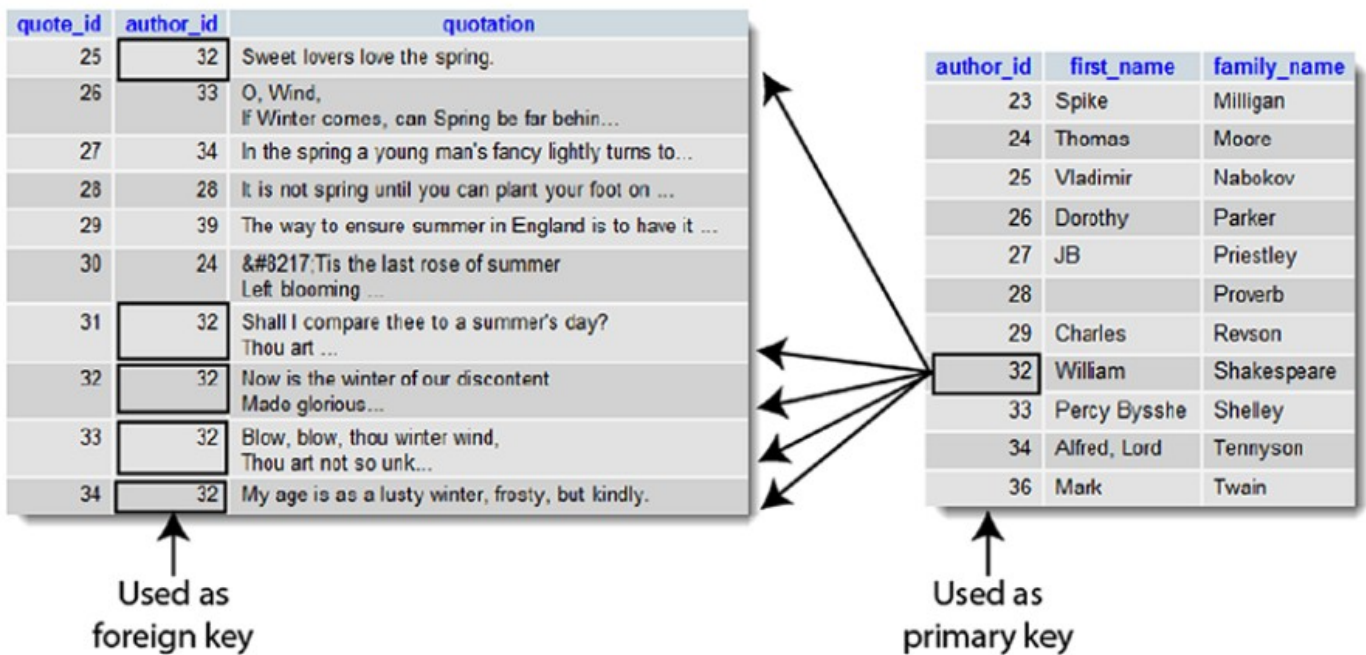 quote_id author_id quotation
25 32 Sweet lovers love the spring.
26 33 O, Wind,
If Winter comes, can Spring be far behin...
27 34 In the spring a young man's fancy lightly turns to...
28 28 It is not spring until you can plant your foot on ...
29 39 The way to ensure summer in England is to have it ...
30 24 &#8217;Tis the last rose of summer
Left blooming ...
31 32 Shall I compare thee to a summer's day?
Thou art ...
32 32 Now is the winter of our discontent
Made glorious...
33 32 Blow, blow, thou winter wind,
Thou art not so unk...
34 32 My age is as a lusty winter, frosty, but kindly.
Used as
foreign key
author_id first_name family_name
23 Spike Milligan
24 Thomas Moore
25 Vladimir Nabokov
26 Dorothy Parker
27 JB Priestley
28 Proverb
29 Charles Revson
32 William Shakespeare
33 Percy Bysshe Shelley
34 Alfred, Lord Tennyson
36 Mark Twain
Used as
primary key